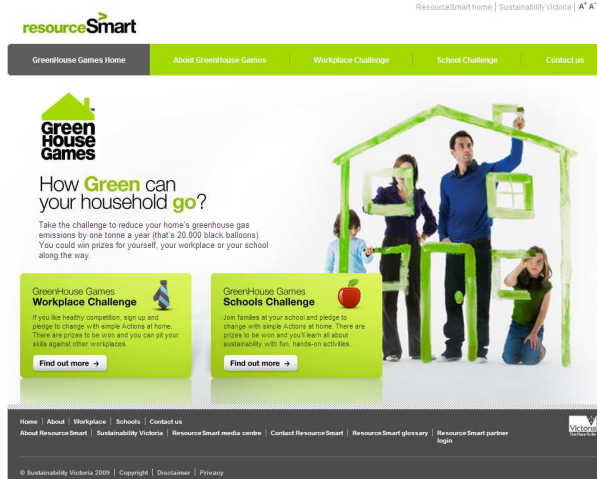 ResourceSmart home | Sustainability Victoria | A+ A-
resourceSmart
GreenHouse Games Home
About GreenHouse Games
Workplace Challenge
School Challenge
Contact us
Green
House
Games
How Green can
your household go?
Take the challenge to reduce your home's greenhouse gas
emissions by one tonne a year (that's 20,000 black balloons).
You could win prizes for yourself, your workplace or your school
along the way.
GreenHouse Games
Workplace Challenge
If you like healthy competition, sign up and
pledge to change with simple Actions at home.
There are prizes to be won and you can pit your
skills against other workplaces.
Find out more →
GreenHouse Games
Schools Challenge
Join families at your school and pledge to
change with simple Actions at home. There are
prizes to be won and you'll learn all about
sustainability with fun, hands-on activities.
Find out more →
Home | About | Workplace | Schools | Contact us
About ResourceSmart | Sustainability Victoria | ResourceSmart media centre | Contact ResourceSmart | ResourceSmart glossary | ResourceSmart partner
login
Victoria
The Place To Be
© Sustainability Victoria 2009 | Copyright | Disclaimer | Privacy